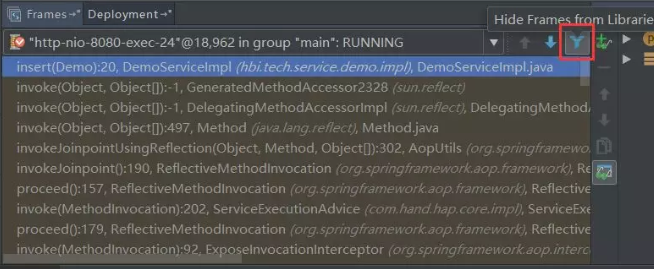 Frames →* Deployment →*
Hide Frames from Librarie
"http-nio-8080-exec-24"@18,962 in group "main": RUNNING
insert(Demo):20, DemoServiceImpl (hbi.tech.service.demo.impl), DemoServiceImpl.java
invoke(Object, Object[]):-1, GeneratedMethodAccessor2328 (sun.reflect)
invoke(Object, Object[]):-1, DelegatingMethodAccessorImpl (sun.reflect), DelegatingMethodAc
invoke(Object, Object[]):497, Method (java.lang.reflect), Method.java
invokeJoinpointUsingReflection(Object, Method, Object[]):302, AopUtils (org.springframework
invokeJoinpoint():190, ReflectiveMethodInvocation (org.springframework.aop.framework), Re
proceed():157, ReflectiveMethodInvocation (org.springframework.aop.framework), Reflectiv
invoke(MethodInvocation):202, ServiceExecutionAdvice (com.hand.hap.core.impl), ServiceExe
proceed():179, ReflectiveMethodInvocation (org.springframework.aop.framework), Reflectiv
invoke(MethodInvocation):92, ExposeInvocationInterceptor (org.springframework.aop.interc